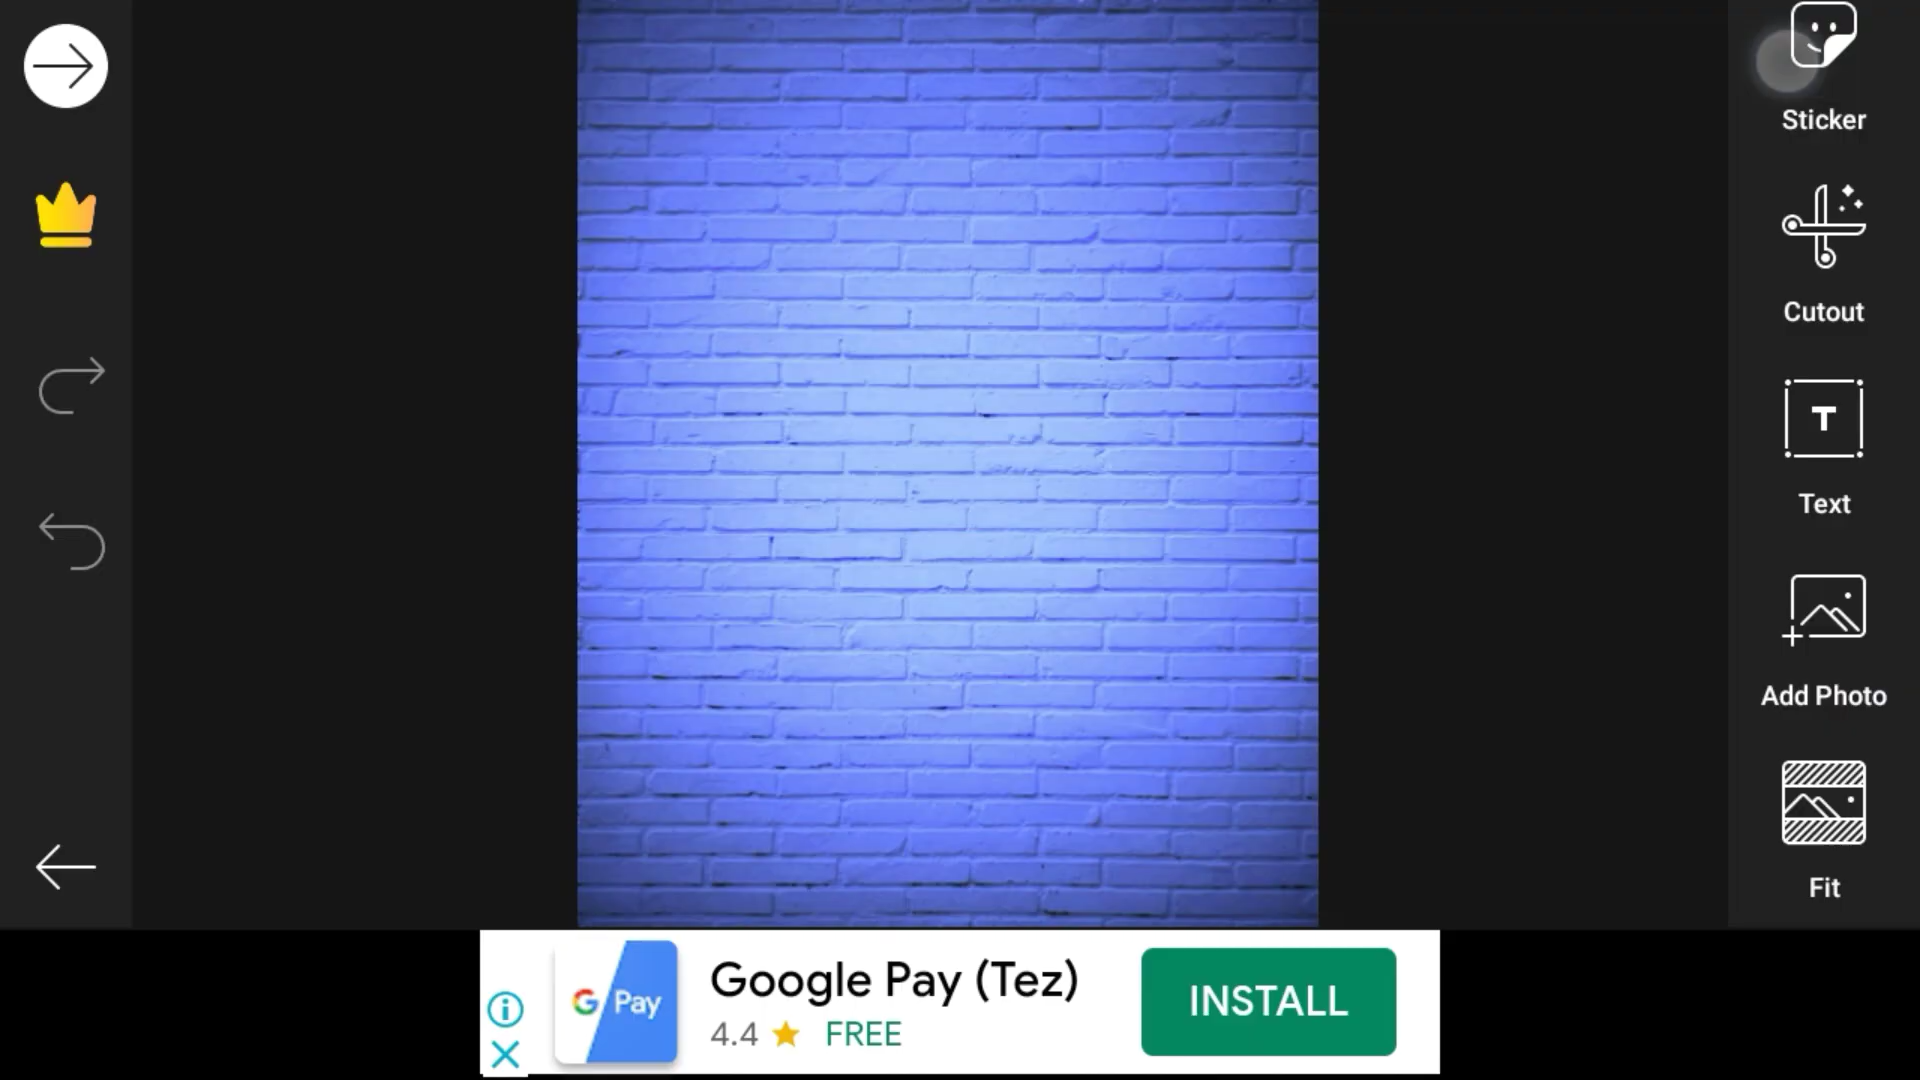 Sticker
Cutout
T
Text
Add Photo
Fit
G Pay
Google Pay (Tez)
4.4 ★ FREE
INSTALL